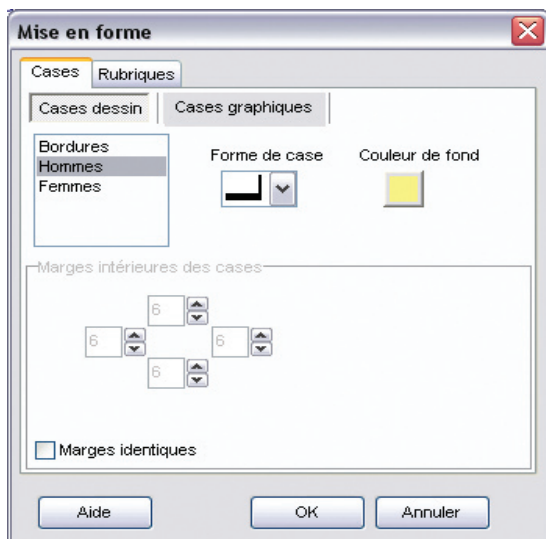 Mise en forme
Cases Rubriques
Cases dessin Cases graphiques
Bordures
Hommes
Femmes
Forme de case Couleur de fond
Marges intérieures des cases
6
6 6
6
Marges identiques
Aide OK Annuler